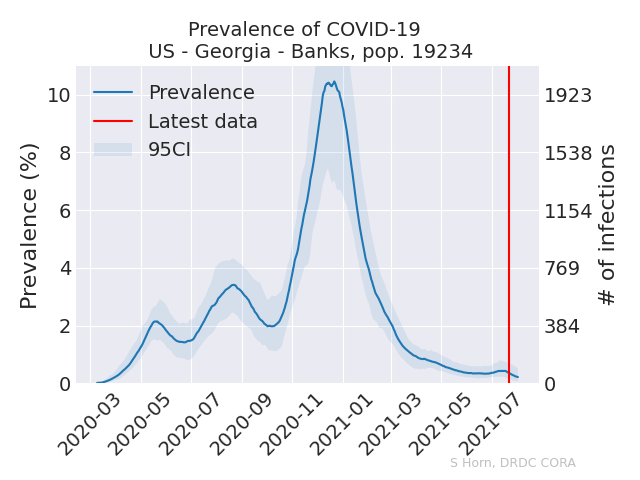 Prevalence of COVID-19
US - Georgia - Banks, pop. 19234
Prevalence
Latest data
95CI
Prevalence (%)
10
8
6
4
2
0
1923
1538
1154
769
384
0
# of infections
2020-03
2020-05
2020-07
2020-09
2020-11
2021-01
2021-03
2021-05
2021-07
S Horn, DRDC CORA